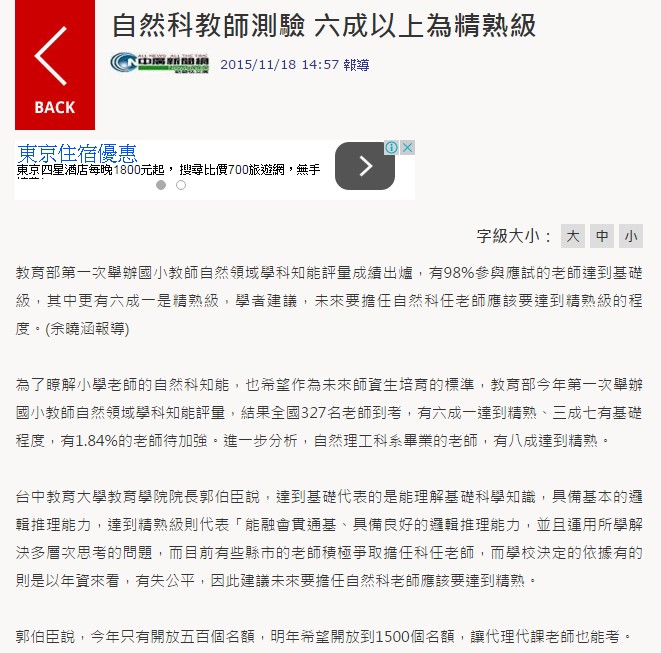 自然科教師測驗 六成以上為精熟級
BACK
中廣新聞網
2015/11/18 14:57 報導
東京住宿優惠
東京四星酒店每晚1800元起，搜尋比價700旅遊網，無手
字級大小： 大 中 小
教育部第一次舉辦國小教師自然領域學科知能評量成績出爐，有98%參與應試的老師達到基礎
級，其中更有六成一是精熟級，學者建議，未來要擔任自然科任老師應該要達到精熟級的程
度。(余曉涵報導)
為了瞭解小學老師的自然科知能，也希望作為未來師資生培育的標準，教育部今年第一次舉辦
國小教師自然領域學科知能評量，結果全國327名老師到考，有六成一達到精熟、三成七有基礎
程度，有1.84%的老師待加強。進一步分析，自然理工科系畢業的老師，有八成達到精熟。
台中教育大學教育學院院長郭伯臣說，達到基礎代表的是能理解基礎科學知識，具備基本的邏
輯推理能力，達到精熟級則代表「能融會貫通基、具備良好的邏輯推理能力，並且運用所學解
決多層次思考的問題，而目前有些縣市的老師積極爭取擔任科任老師，而學校決定的依據有的
則是以年資來看，有失公平，因此建議未來要擔任自然科老師應該要達到精熟。
郭伯臣說，今年只有開放五百個名額，明年希望開放到1500個名額，讓代理代課老師也能考。